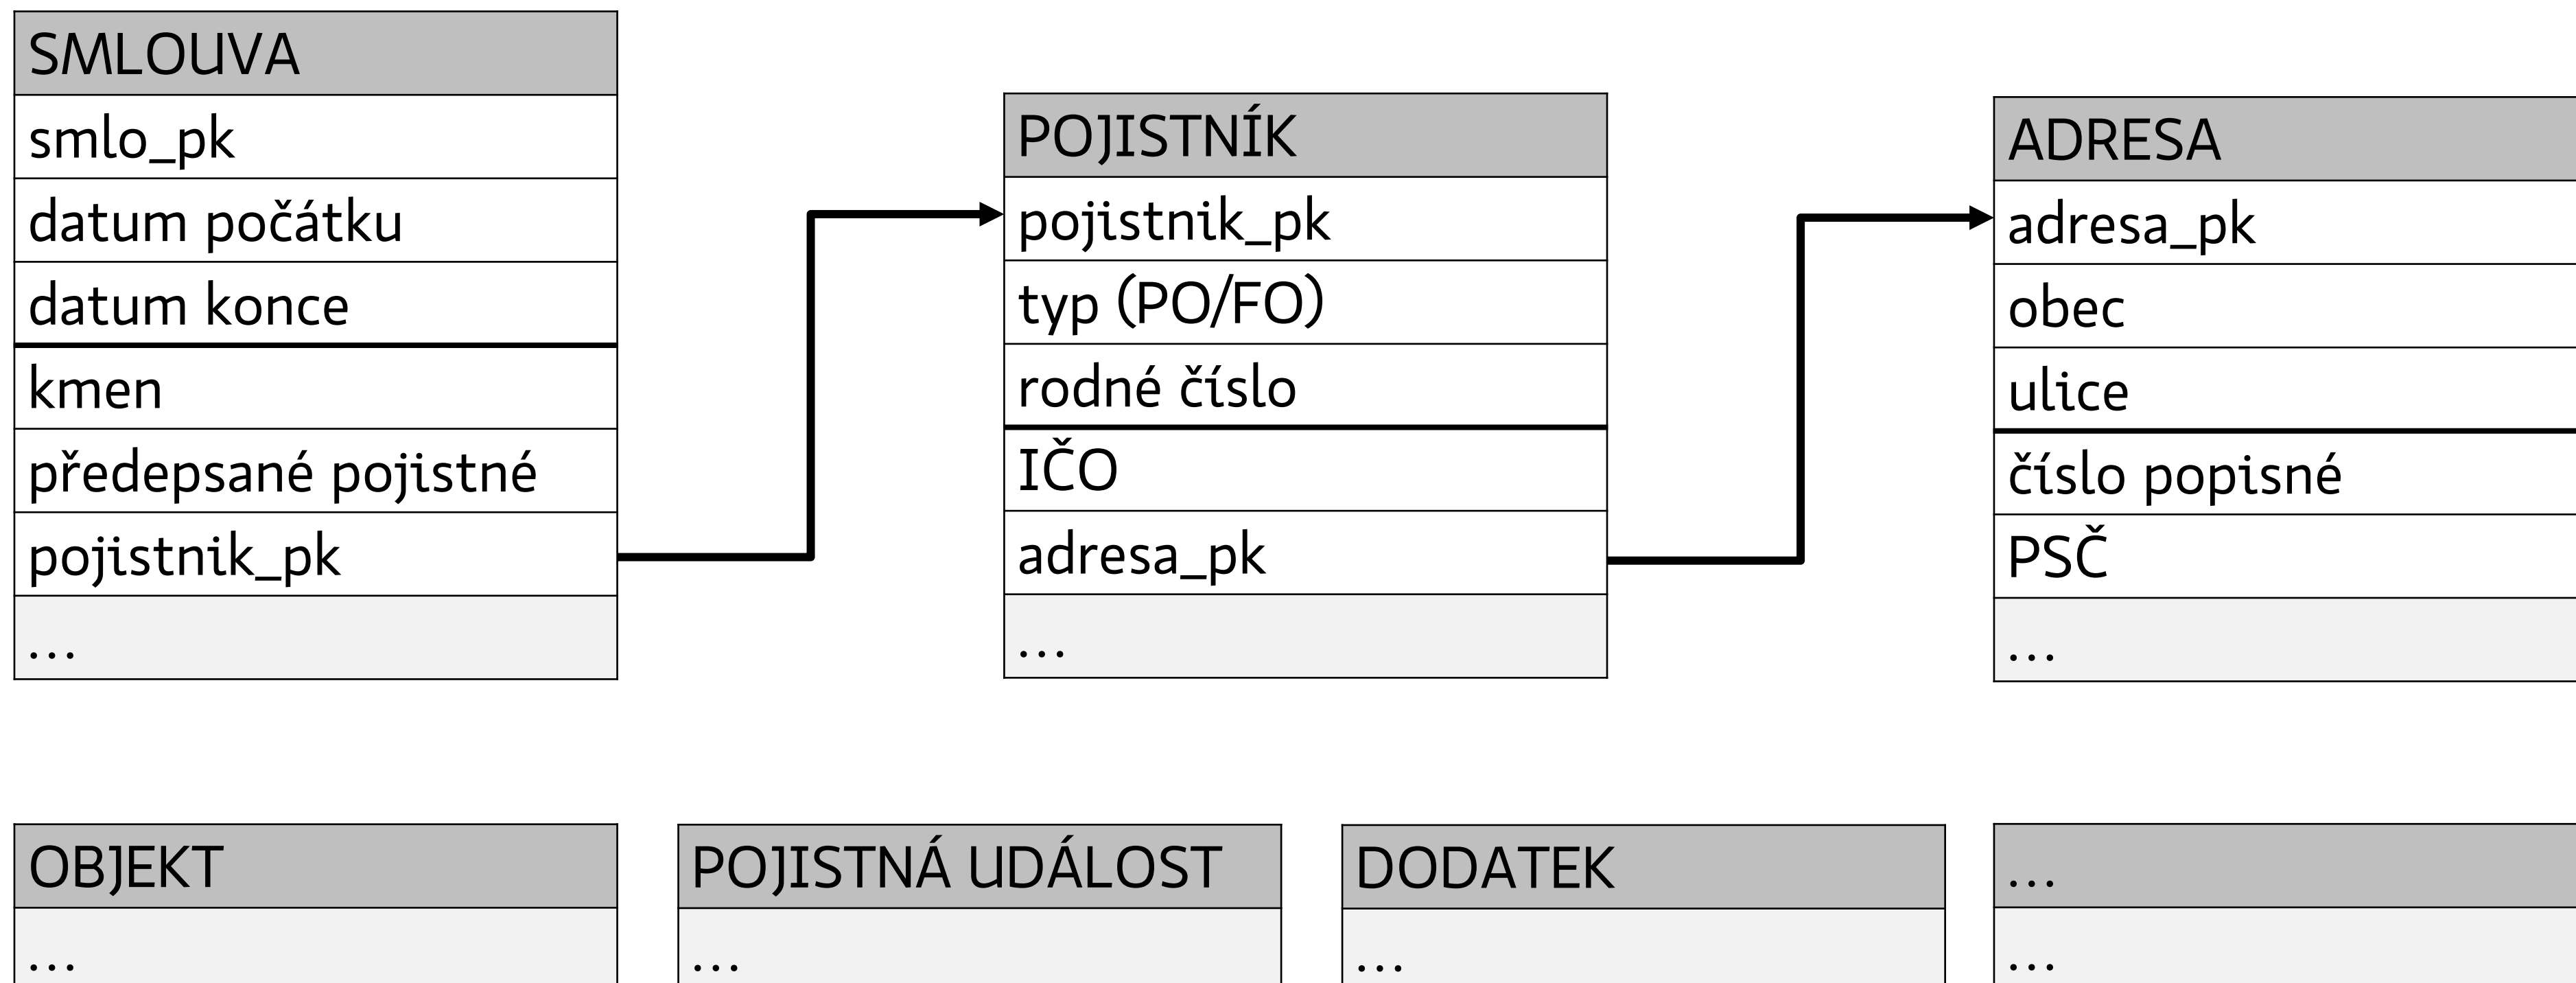 SMLOUVA
smlo_pk
datum počátku
datum konce
kmen
předepsané pojistné
pojistnik_pk
...
POJISTNÍK
pojistnik_pk
typ (PO/FO)
rodné číslo
IČO
adresa_pk
...
ADRESA
adresa_pk
obec
ulice
číslo popisné
PSČ
...
OBJEKT
...
POJISTNÁ UDÁLOST
...
DODATEK
...
...
...